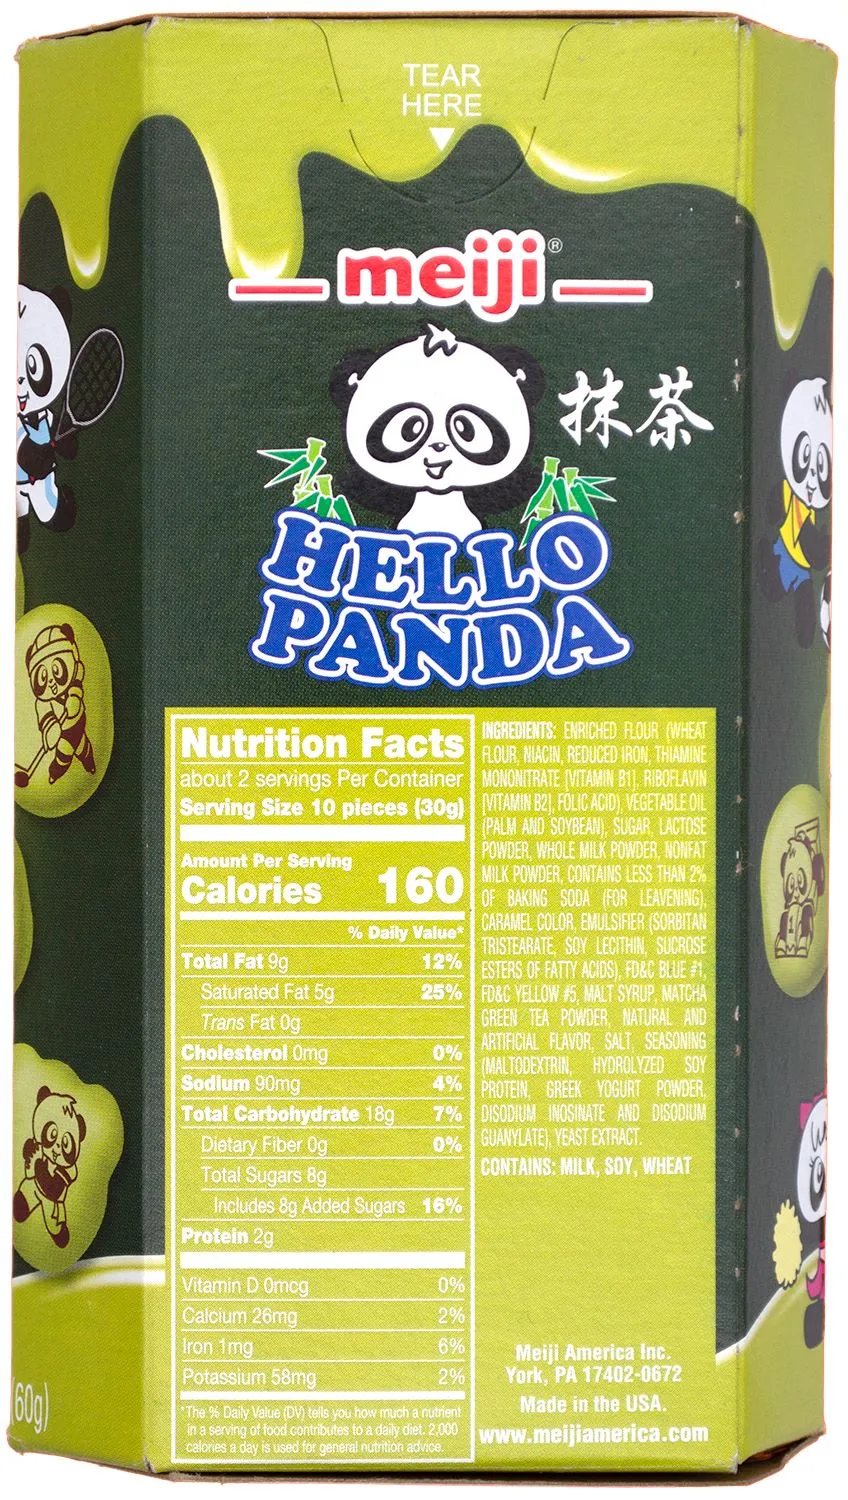 TEAR
HERE
meiji®
抹茶
HELLO
PANDA
Nutrition Facts
about 2 servings Per Container
Serving Size 10 pieces (30g)
Amount Per Serving
Calories 160
% Daily Value*
Total Fat 9g 12%
Saturated Fat 5g 25%
Trans Fat 0g
Cholesterol 0mg 0%
Sodium 90mg 4%
Total Carbohydrate 18g 7%
Dietary Fiber 0g 0%
Total Sugars 8g
Includes 8g Added Sugars 16%
Protein 2g
Vitamin D 0mcg 0%
Calcium 26mg 2%
Iron 1mg 6%
Potassium 58mg 2%
*The % Daily Value (DV) tells you how much a nutrient
in a serving of food contributes to a daily diet. 2,000
calories a day is used for general nutrition advice.
INGREDIENTS: ENRICHED FLOUR (WHEAT
FLOUR, NIACIN, REDUCED IRON, THIAMINE
MONONITRATE [VITAMIN B1], RIBOFLAVIN
[VITAMIN B2], FOLIC ACID), VEGETABLE OIL
(PALM AND SOYBEAN), SUGAR, LACTOSE
POWDER, WHOLE MILK POWDER, NONFAT
MILK POWDER, CONTAINS LESS THAN 2%
OF BAKING SODA (FOR LEAVENING),
CARAMEL COLOR, EMULSIFIER (SORBITAN
TRISTEARATE, SOY LECITHIN, SUCROSE
ESTERS OF FATTY ACIDS), FD&C BLUE #1,
FD&C YELLOW #5, MALT SYRUP, MATCHA
GREEN TEA POWDER, NATURAL AND
ARTIFICIAL FLAVOR, SALT, SEASONING
(MALTODEXTRIN, HYDROLYZED SOY
PROTEIN, GREEK YOGURT POWDER,
DISODIUM INOSINATE AND DISODIUM
GUANYLATE), YEAST EXTRACT.
CONTAINS: MILK, SOY, WHEAT
Meiji America Inc.
York, PA 17402-0672
Made in the USA.
www.meijiamerica.com
(60g)
1